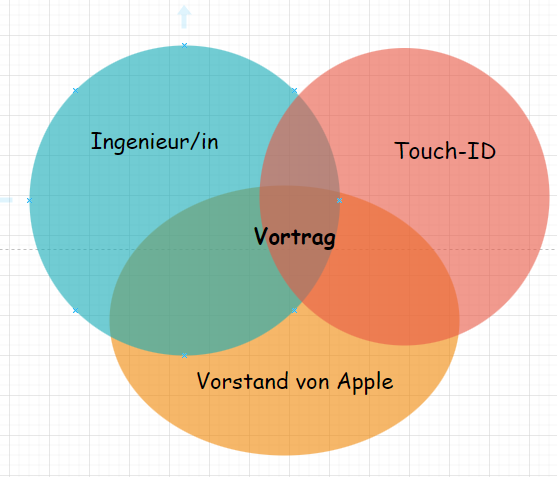 Ingenieur/in
Touch-ID
Vortrag
Vorstand von Apple